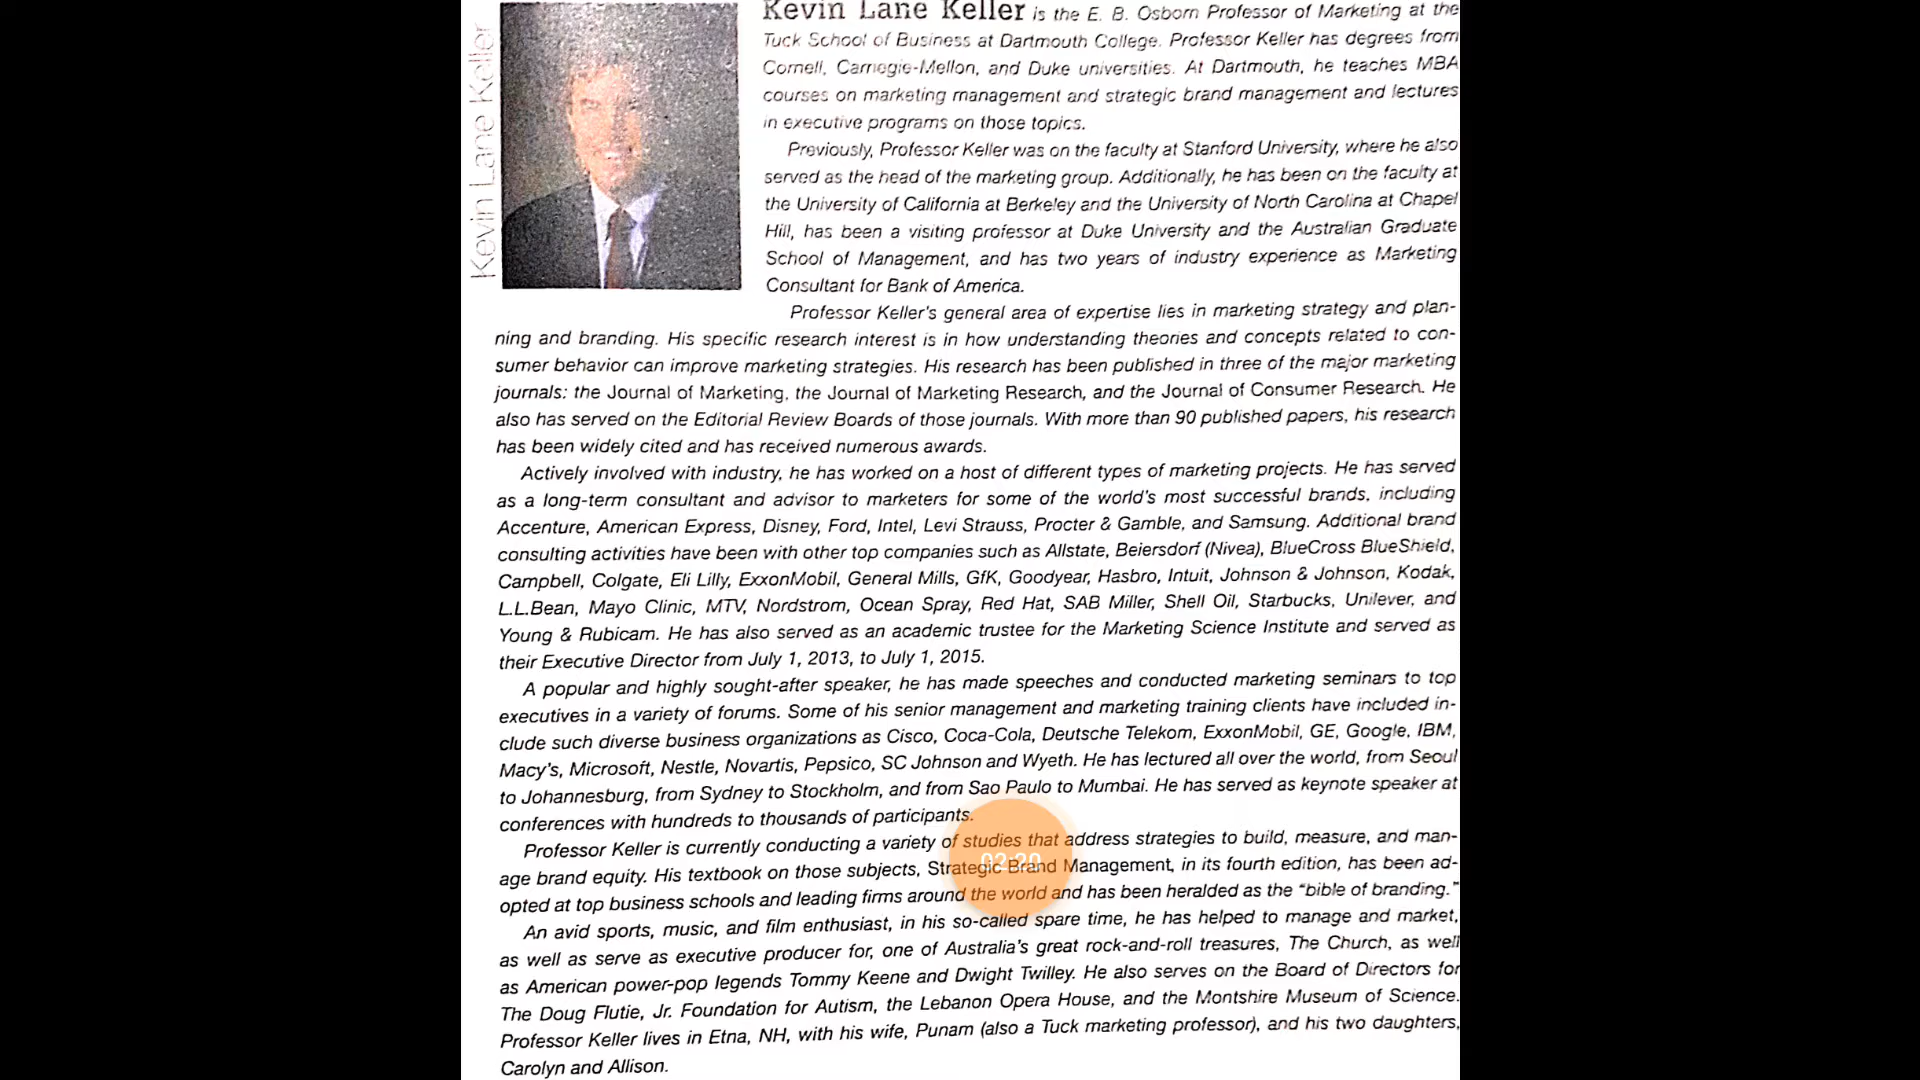 Kevin Lane Keller
Kevin Lane Keller is the E. B. Osborn Professor of Marketing at the
Tuck School of Business at Dartmouth College. Professor Keller has degrees from
Cornell, Carnegie-Mellon, and Duke universities. At Dartmouth, he teaches MBA
courses on marketing management and strategic brand management and lectures
in executive programs on those topics.
Previously, Professor Keller was on the faculty at Stanford University, where he also
served as the head of the marketing group. Additionally, he has been on the faculty at
the University of California at Berkeley and the University of North Carolina at Chapel
Hill, has been a visiting professor at Duke University and the Australian Graduate
School of Management, and has two years of industry experience as Marketing
Consultant for Bank of America.
Professor Keller's general area of expertise lies in marketing strategy and plan-
ning and branding. His specific research interest is in how understanding theories and concepts related to con-
sumer behavior can improve marketing strategies. His research has been published in three of the major marketing
journals: the Journal of Marketing, the Journal of Marketing Research, and the Journal of Consumer Research. He
also has served on the Editorial Review Boards of those journals. With more than 90 published papers, his research
has been widely cited and has received numerous awards.
Actively involved with industry, he has worked on a host of different types of marketing projects. He has served
as a long-term consultant and advisor to marketers for some of the world's most successful brands, including
Accenture, American Express, Disney, Ford, Intel, Levi Strauss, Procter & Gamble, and Samsung. Additional brand
consulting activities have been with other top companies such as Allstate, Beiersdorf (Nivea), BlueCross BlueShield,
Campbell, Colgate, Eli Lilly, ExxonMobil, General Mills, GfK, Goodyear, Hasbro, Intuit, Johnson & Johnson, Kodak,
L.L.Bean, Mayo Clinic, MTV, Nordstrom, Ocean Spray, Red Hat, SAB Miller, Shell Oil, Starbucks, Unilever, and
Young & Rubicam. He has also served as an academic trustee for the Marketing Science Institute and served as
their Executive Director from July 1, 2013, to July 1, 2015.
A popular and highly sought-after speaker, he has made speeches and conducted marketing seminars to top
executives in a variety of forums. Some of his senior management and marketing training clients have included in-
clude such diverse business organizations as Cisco, Coca-Cola, Deutsche Telekom, ExxonMobil, GE, Google, IBM,
Macy's, Microsoft, Nestle, Novartis, Pepsico, SC Johnson and Wyeth. He has lectured all over the world, from Seoul
to Johannesburg, from Sydney to Stockholm, and from Sao Paulo to Mumbai. He has served as keynote speaker at
conferences with hundreds to thousands of participants.
Professor Keller is currently conducting a variety of studies that address strategies to build, measure, and man-
age brand equity. His textbook on those subjects, Strategic Brand Management, in its fourth edition, has been ad-
opted at top business schools and leading firms around the world and has been heralded as the "bible of branding."
An avid sports, music, and film enthusiast, in his so-called spare time, he has helped to manage and market,
as well as serve as executive producer for, one of Australia's great rock-and-roll treasures, The Church, as well
as American power-pop legends Tommy Keene and Dwight Twilley. He also serves on the Board of Directors for
The Doug Flutie, Jr. Foundation for Autism, the Lebanon Opera House, and the Montshire Museum of Science.
Professor Keller lives in Etna, NH, with his wife, Punam (also a Tuck marketing professor), and his two daughters,
Carolyn and Allison.
02:20